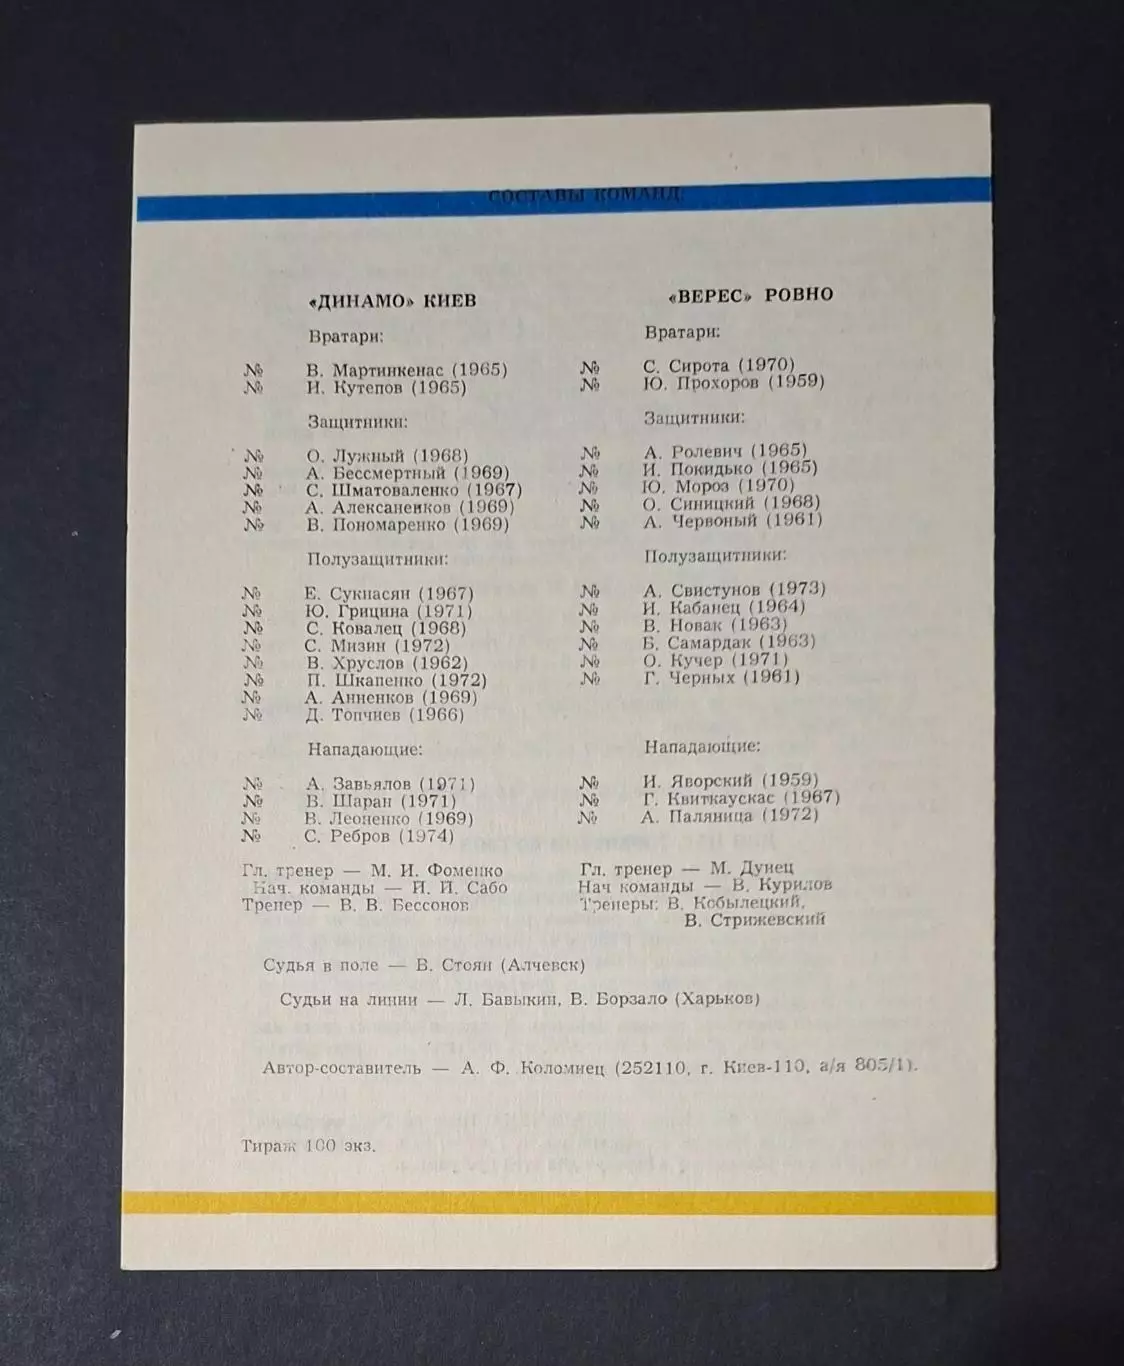 СОСТАВЫ КОМАНД:
«ДИНАМО» КИЕВ
Вратари:
№ В. Мартинкенас (1965)
№ И. Кутепов (1965)
Защитники:
№ О. Лужный (1968)
№ А. Бессмертный (1969)
№ С. Шматоваленко (1967)
№ А. Алексаненков (1969)
№ В. Пономаренко (1969)
Полузащитники:
№ Е. Сукиасян (1967)
№ Ю. Грицина (1971)
№ С. Ковалец (1968)
№ С. Мизин (1972)
№ В. Хруслов (1962)
№ П. Шкапенко (1972)
№ А. Анненков (1969)
№ Д. Топчиев (1966)
Нападающие:
№ А. Завьялов (1971)
№ В. Шаран (1971)
№ В. Леоненко (1969)
№ С. Ребров (1974)
Гл. тренер — М. И. Фоменко
Нач. команды — Й. Й. Сабо
Тренер — В. В. Бессонов
«ВЕРЕС» РОВНО
Вратари:
№ С. Сирота (1970)
№ Ю. Прохоров (1959)
Защитники:
№ А. Ролевич (1965)
№ И. Покидько (1965)
№ Ю. Мороз (1970)
№ О. Синицкий (1968)
№ А. Червоный (1961)
Полузащитники:
№ А. Свистунов (1973)
№ И. Кабанец (1964)
№ В. Новак (1963)
№ Б. Самардак (1963)
№ О. Кучер (1971)
№ Г. Черных (1961)
Нападающие:
№ И. Яворский (1959)
№ Г. Квиткаускас (1967)
№ А. Паляница (1972)
Гл. тренер — М. Дунец
Нач команды — В. Курилов
Тренеры: В. Кобылецкий,
В. Стрижевский
Судья в поле — В. Стоян (Алчевск)
Судьи на линии — Л. Бавыкин, В. Борзало (Харьков)
Автор-составитель — А. Ф. Коломиец (252110, г. Киев-110, а/я 805/1).
Тираж 100 экз.